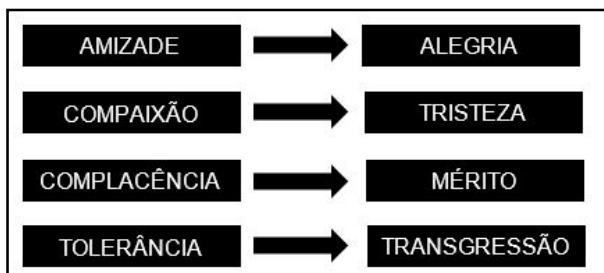 AMIZADE ALEGRIA
COMPAIXÃO TRISTEZA
COMPLACÊNCIA MÉRITO
TOLERÂNCIA TRANSGRESSÃO